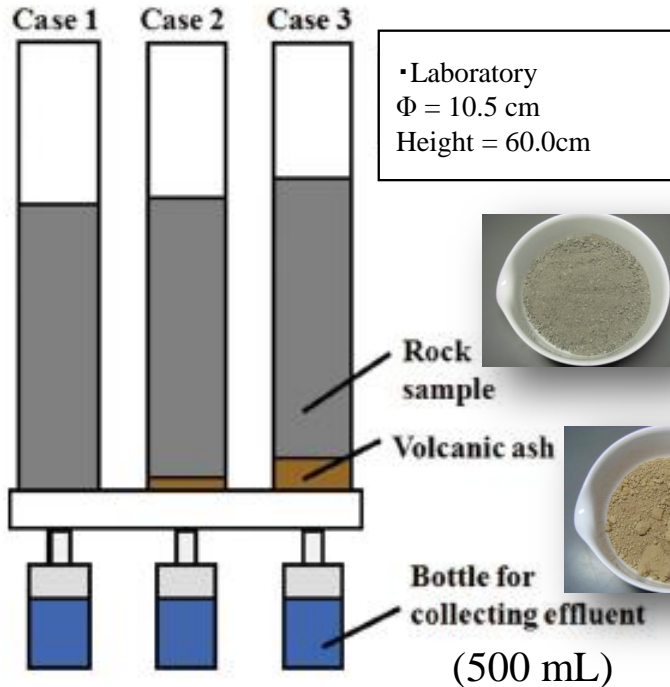 Case 1 Case 2 Case 3
・Laboratory
Φ = 10.5 cm
Height = 60.0cm
Rock
sample
Volcanic ash
Bottle for
collecting effluent
(500 mL)